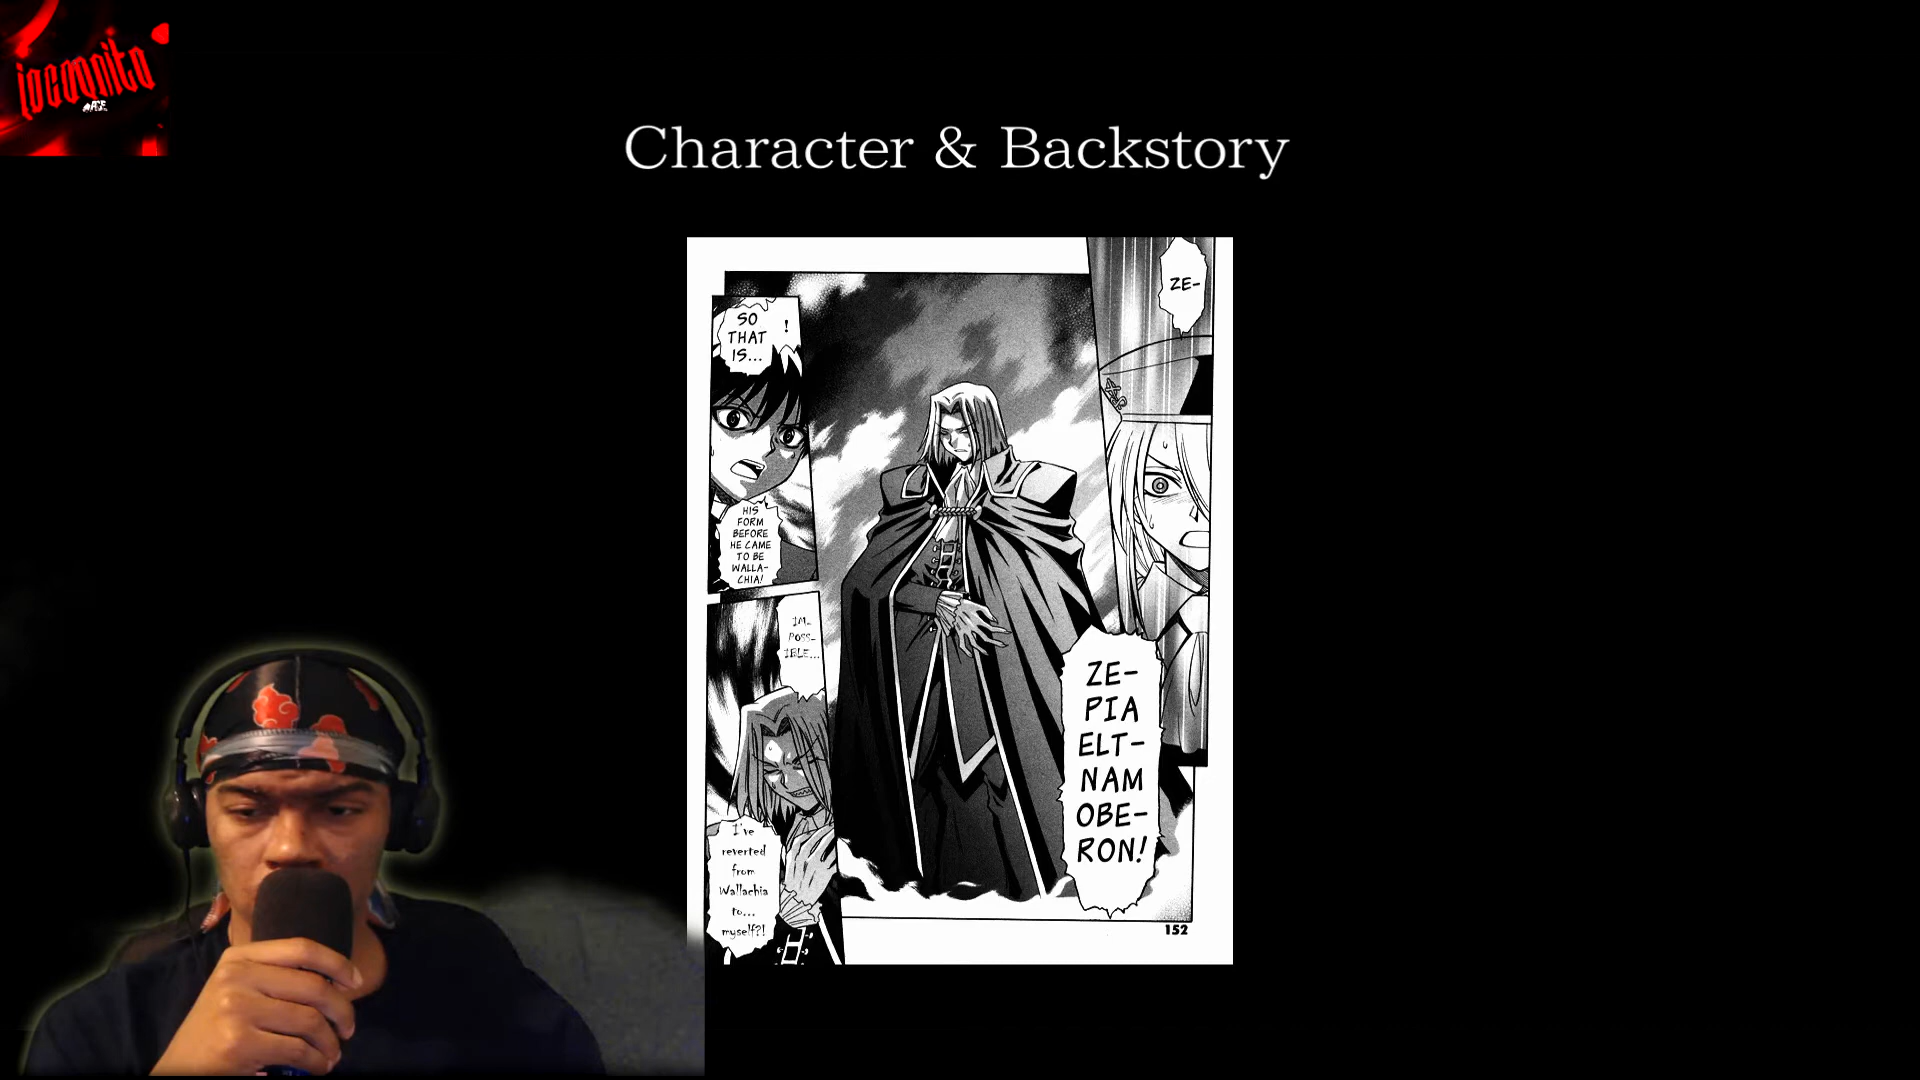 incognito
Character & Backstory
ZE-
ZE-
PIA
ELT-
NAM
OBE-
RON!
SO
THAT
IS...
!
HIS
FORM
BEFORE
HE CAME
TO BE
WALLA-
CHIA!
IM-
POSS-
IBLE...
I've
reverted
from
Wallachia
to...
myself?!
152